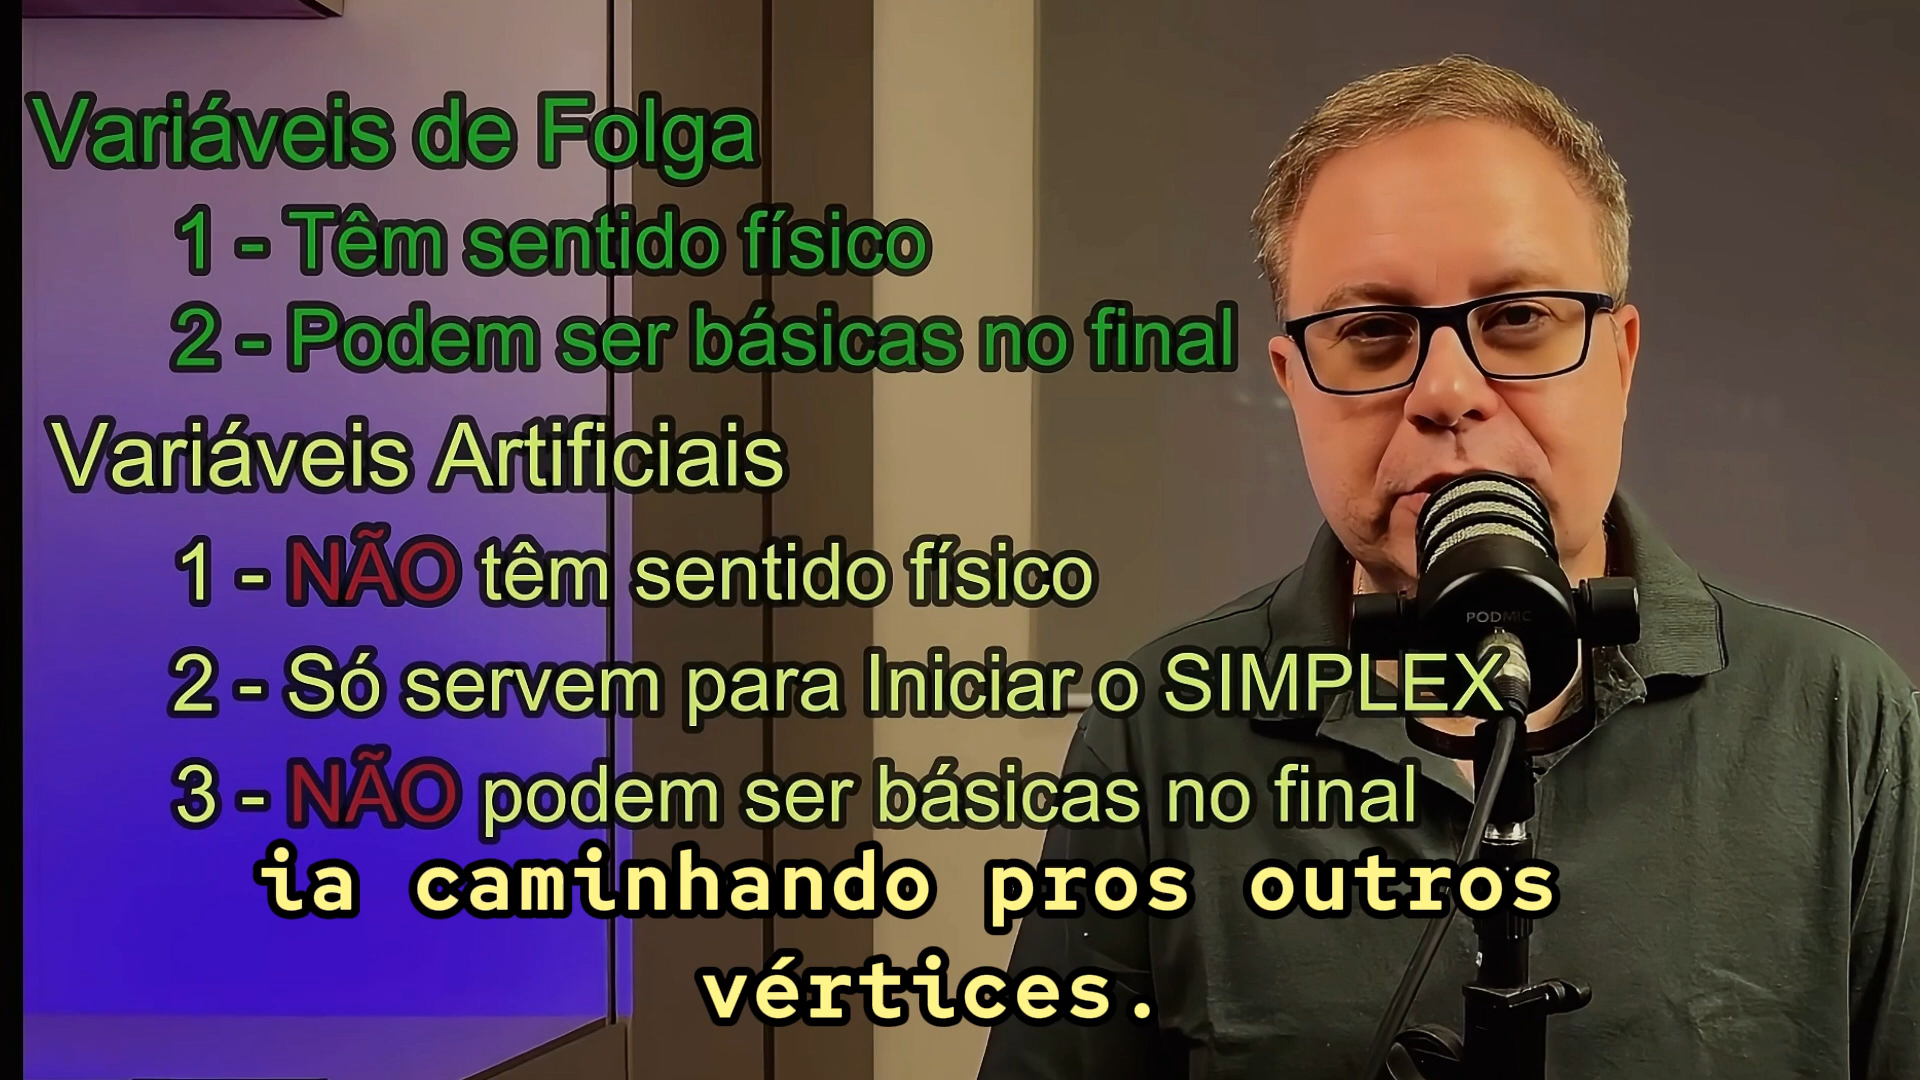 Variáveis de Folga
1 - Têm sentido físico
2 - Podem ser básicas no final
Variáveis Artificiais
1 - NÃO têm sentido físico
2 - Só servem para Iniciar o SIMPLEX
3 - NÃO podem ser básicas no final
ia caminhando pros outros
vértices.
PODMIC